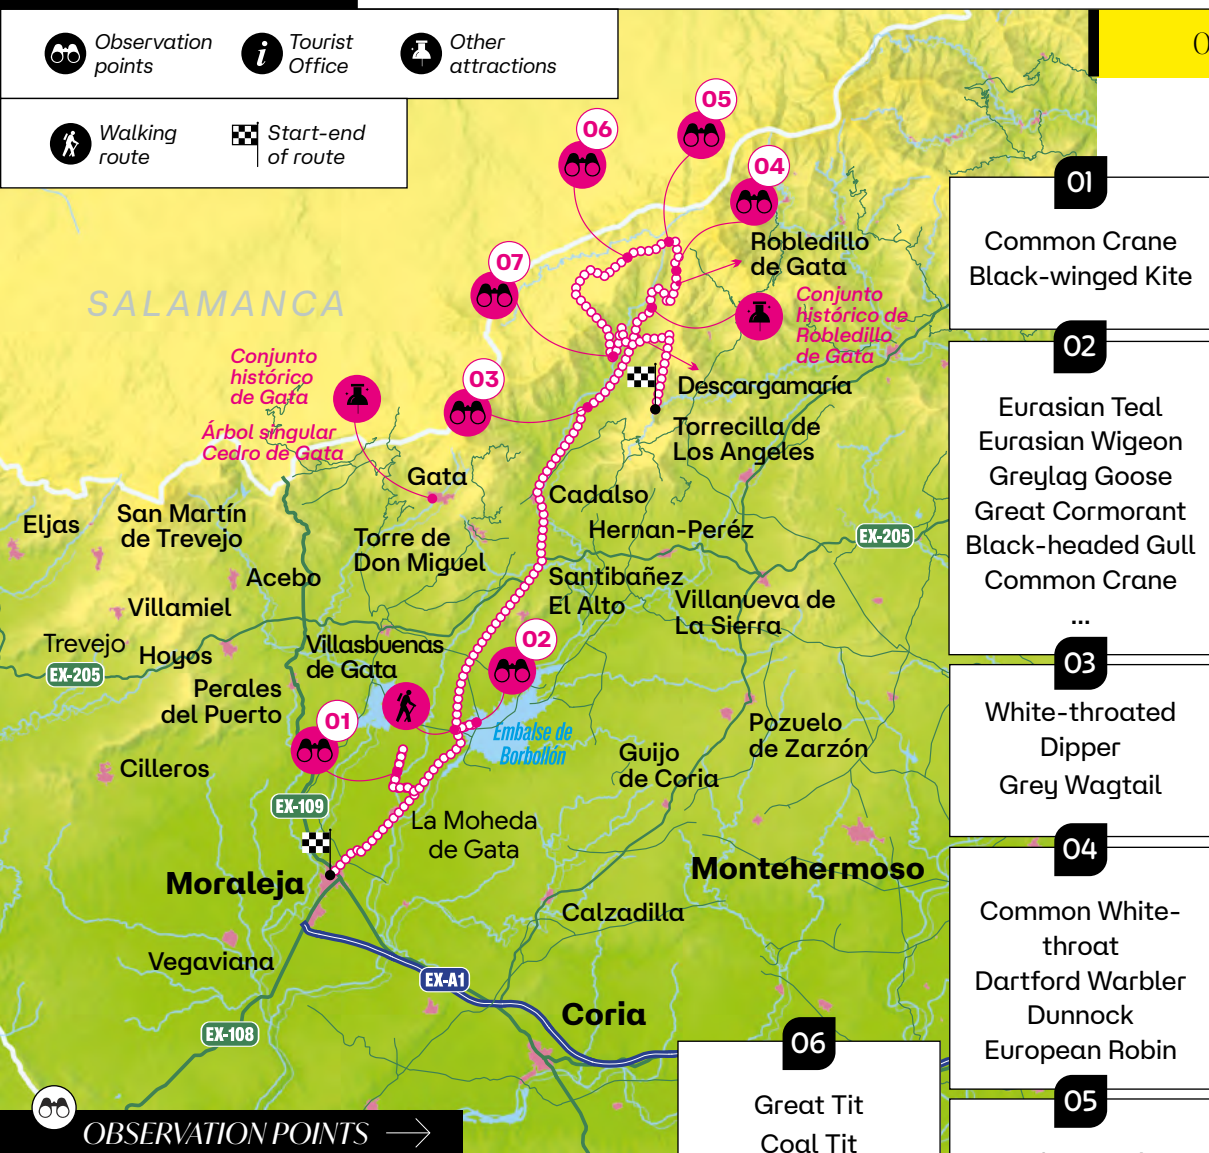 Observation
points
Tourist
Office
Other
attractions
Walking
route
Start-end
of route
05
06
04
07
03
02
01
SALAMANCA
Robledillo
de Gata
Conjunto
histórico de
Robledillo
de Gata
Conjunto
histórico
de Gata
Árbol singular
Cedro de Gata
Descargamaría
Torrecilla de
Los Angeles
Gata
Cadalso
Eljas
San Martín
de Trevejo
Torre de
Don Miguel
Hernan-Peréz
EX-205
Acebo
Santibañez
El Alto
Villamiel
Villanueva de
La Sierra
Trevejo
Hoyos
Villasbuenas
de Gata
EX-205
Perales
del Puerto
Embalse de
Borbollón
Pozuelo
de Zarzón
Guijo
de Coria
Cilleros
EX-109
La Moheda
de Gata
Moraleja
Montehermoso
Calzadilla
Vegaviana
EX-A1
Coria
EX-108
OBSERVATION POINTS
01
Common Crane
Black-winged Kite
02
Eurasian Teal
Eurasian Wigeon
Greylag Goose
Great Cormorant
Black-headed Gull
Common Crane
...
03
White-throated
Dipper
Grey Wagtail
04
Common White-
throat
Dartford Warbler
Dunnock
European Robin
05
06
Great Tit
Coal Tit